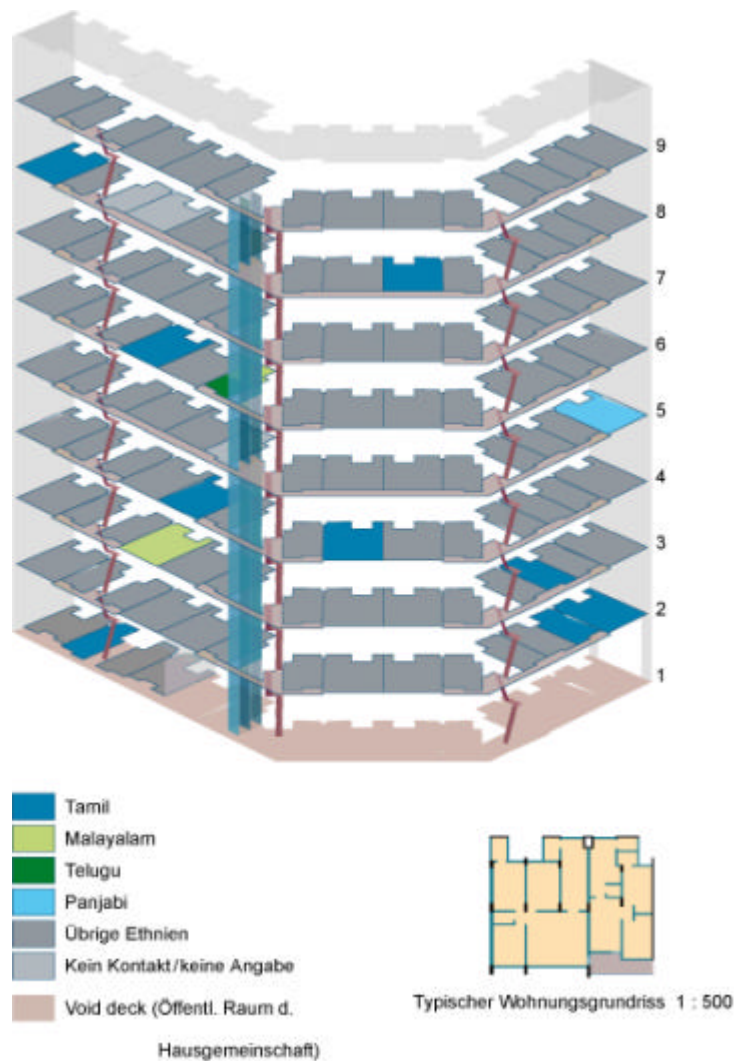 9
8
7
6
5
4
3
2
1
Tamil
Malayalam
Telugu
Panjabi
Übrige Ethnien
Kein Kontakt/keine Angabe
Void deck (Öffentl. Raum d.
Hausgemeinschaft)
Typischer Wohnungsgrundriss 1 : 500